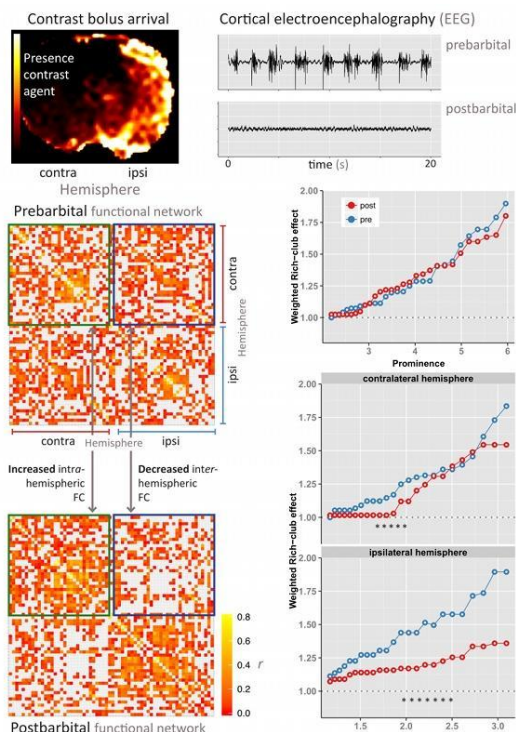 Contrast bolus arrival
Presence
contrast
agent
contra ipsi
Hemisphere
Cortical electroencephalography (EEG)
prebarbital
postbarbital
0 20
time (s)
Prebarbital functional network
contra
Hemisphere
ipsi
contra Hemisphere ipsi
Increased intra-
hemispheric
FC
Decreased inter-
hemispheric
FC
0.8
0.6
0.4
0.2
0.0
r
Postbarbital functional network
Weighted Rich-club effect
2.00
1.75
1.50
1.25
1.00
post
pre
3 4 5 6
Prominence
contralateral hemisphere
2.00
1.75
1.50
1.25
1.00
*****
Weighted Rich-club effect
ipsilateral hemisphere
2.00
1.75
1.50
1.25
1.00
*******
1.5 2.0 2.5 3.0